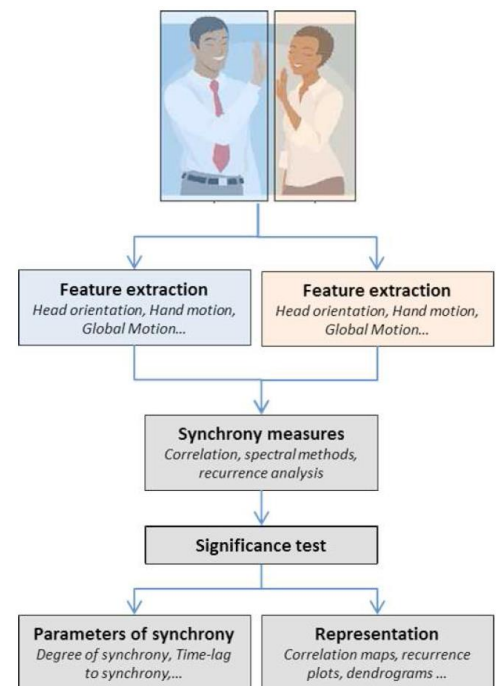 Feature extraction
Head orientation, Hand motion,
Global Motion...
Feature extraction
Head orientation, Hand motion,
Global Motion...
Synchrony measures
Correlation, spectral methods,
recurrence analysis
Significance test
Parameters of synchrony
Degree of synchrony, Time-lag
to synchrony,...
Representation
Correlation maps, recurrence
plots, dendrograms ...